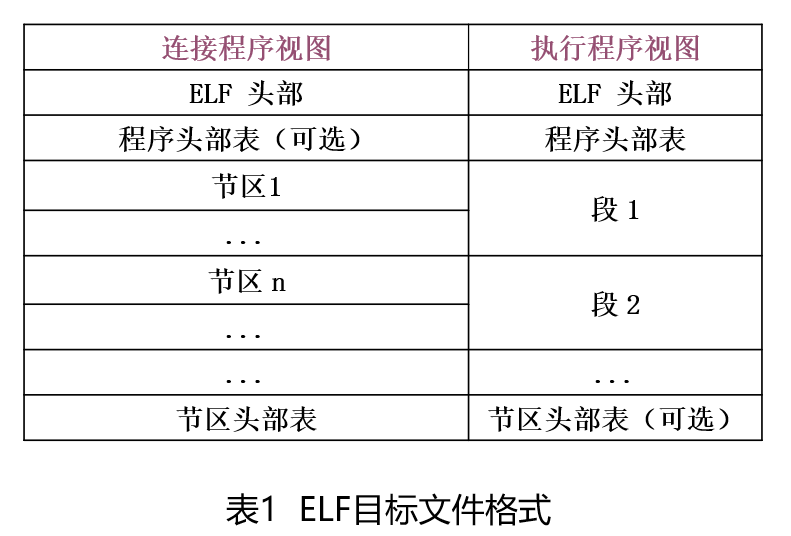 连接程序视图 执行程序视图
ELF 头部 ELF 头部
程序头部表（可选） 程序头部表
节区1
段 1
...
节区 n
段 2
...
... ...
节区头部表 节区头部表（可选）
表1 ELF目标文件格式